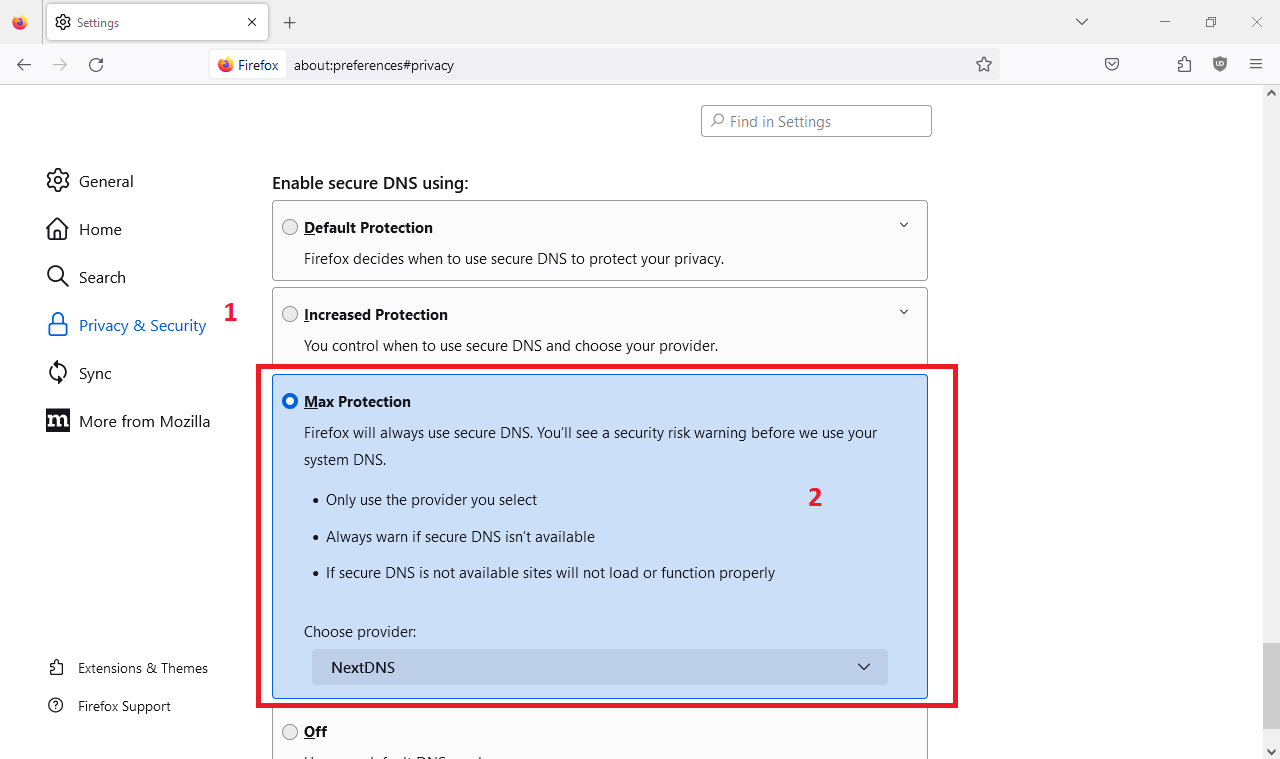 Settings
Firefox
about:preferences#privacy
Find in Settings
General
Home
Search
Privacy & Security
1
Sync
More from Mozilla
Extensions & Themes
Firefox Support
Enable secure DNS using:
Default Protection
Firefox decides when to use secure DNS to protect your privacy.
Increased Protection
You control when to use secure DNS and choose your provider.
Max Protection
Firefox will always use secure DNS. You’ll see a security risk warning before we use your
system DNS.
• Only use the provider you select
2
• Always warn if secure DNS isn’t available
• If secure DNS is not available sites will not load or function properly
Choose provider:
NextDNS
Off